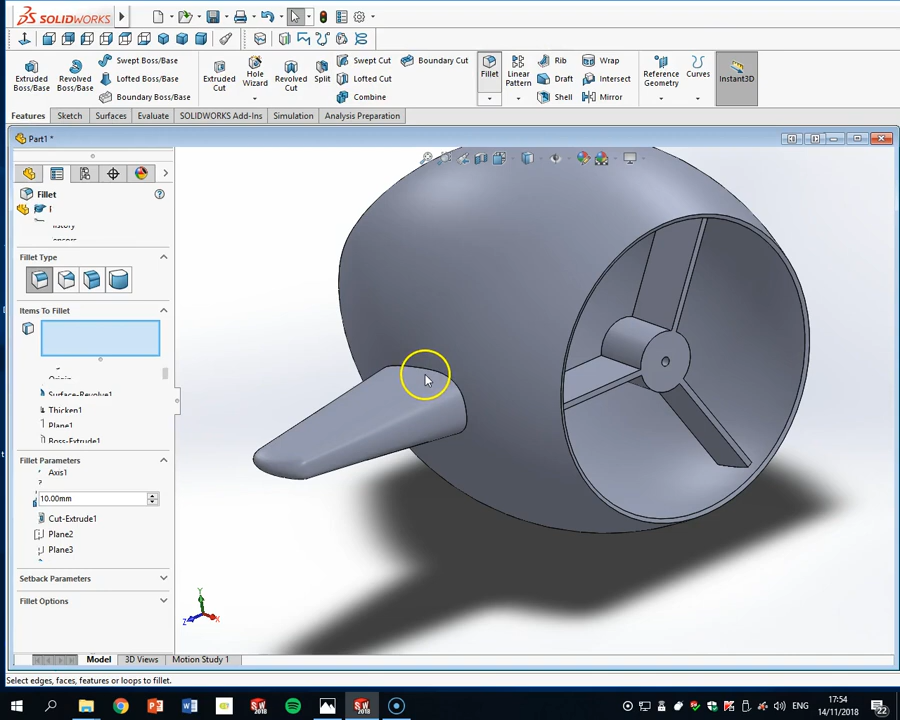 SOLIDWORKS
Extruded Boss/Base
Revolved Boss/Base
Swept Boss/Base
Lofted Boss/Base
Boundary Boss/Base
Extruded Cut
Hole Wizard
Revolved Cut
Split
Swept Cut
Lofted Cut
Combine
Boundary Cut
Fillet
Linear Pattern
Rib
Draft
Shell
Wrap
Intersect
Mirror
Reference Geometry
Curves
Instant3D
Features Sketch Surfaces Evaluate SOLIDWORKS Add-Ins Simulation Analysis Preparation
Part1 *
Fillet
Fillet Type
Items To Fillet
Surface-Revolve1
Thicken1
Plane1
Boss-Extrude1
Fillet Parameters
Axis1
10.00mm
Cut-Extrude1
Plane2
Plane3
Setback Parameters
Fillet Options
Y
Z X
Model 3D Views Motion Study 1
Select edges, faces, features or loops to fillet.
17:54
ENG
14/11/2018
22